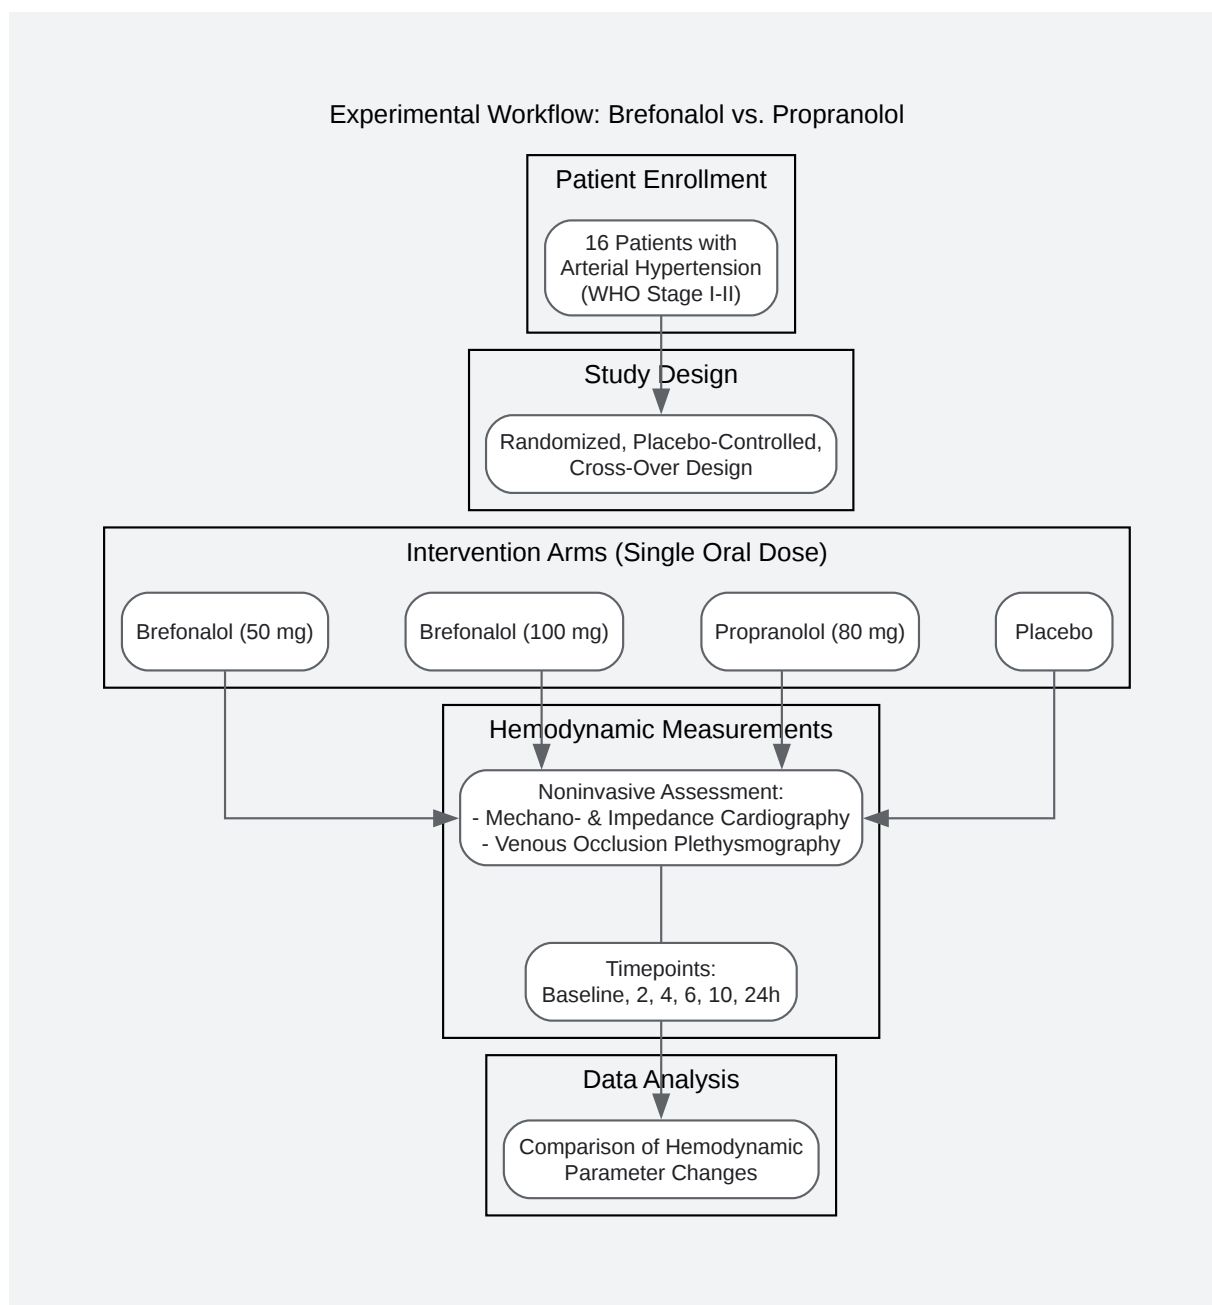 Experimental Workflow: Brefonalol vs. Propranolol
Patient Enrollment
16 Patients with
Arterial Hypertension
(WHO Stage I-II)
Study Design
Randomized, Placebo-Controlled,
Cross-Over Design
Intervention Arms (Single Oral Dose)
Brefonalol (50 mg)
Brefonalol (100 mg)
Propranolol (80 mg)
Placebo
Hemodynamic Measurements
Noninvasive Assessment:
- Mechano- & Impedance Cardiography
- Venous Occlusion Plethysmography
Timepoints:
Baseline, 2, 4, 6, 10, 24h
Data Analysis
Comparison of Hemodynamic
Parameter Changes